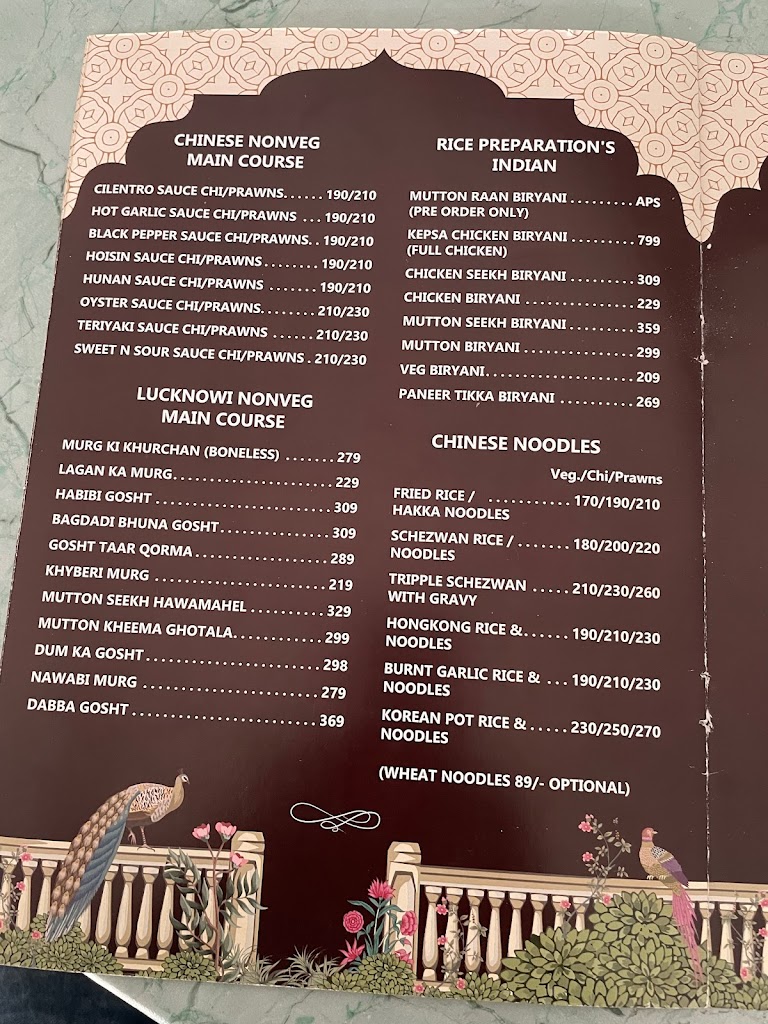 CHINESE NONVEG
MAIN COURSE
CILENTRO SAUCE CHI/PRAWNS...... 190/210
HOT GARLIC SAUCE CHI/PRAWNS ... 190/210
BLACK PEPPER SAUCE CHI/PRAWNS.. 190/210
HOISIN SAUCE CHI/PRAWNS ........ 190/210
HUNAN SAUCE CHI/PRAWNS ....... 190/210
OYSTER SAUCE CHI/PRAWNS........ 210/230
TERIYAKI SAUCE CHI/PRAWNS ...... 210/230
SWEET N SOUR SAUCE CHI/PRAWNS . 210/230
LUCKNOWI NONVEG
MAIN COURSE
MURG KI KHURCHAN (BONELESS) ....... 279
LAGAN KA MURG........................ 229
HABIBI GOSHT .......................... 309
BAGDADI BHUNA GOSHT................. 309
GOSHT TAAR QORMA .................... 289
KHYBERI MURG .......................... 219
MUTTON SEEKH HAWAMAHEL ............ 329
MUTTON KHEEMA GHOTALA............. 299
DUM KA GOSHT.......................... 298
NAWABI MURG .......................... 279
DABBA GOSHT ........................... 369
RICE PREPARATION'S
INDIAN
MUTTON RAAN BIRYANI ......... APS
(PRE ORDER ONLY)
KEPSA CHICKEN BIRYANI ......... 799
(FULL CHICKEN)
CHICKEN SEEKH BIRYANI ......... 309
CHICKEN BIRYANI ............... 229
MUTTON SEEKH BIRYANI ......... 359
MUTTON BIRYANI ............... 299
VEG BIRYANI.................... 209
PANEER TIKKA BIRYANI .......... 269
CHINESE NOODLES
Veg./Chi/Prawns
FRIED RICE / ........... 170/190/210
HAKKA NOODLES
SCHEZWAN RICE / ....... 180/200/220
NOODLES
TRIPPLE SCHEZWAN ..... 210/230/260
WITH GRAVY
HONGKONG RICE &...... 190/210/230
NOODLES
BURNT GARLIC RICE & ... 190/210/230
NOODLES
KOREAN POT RICE &..... 230/250/270
NOODLES
(WHEAT NOODLES 89/- OPTIONAL)